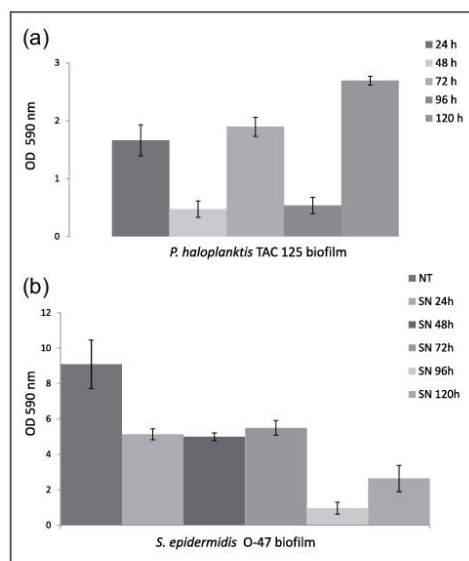 (a)
24 h
48 h
72 h
96 h
120 h
3
2
1
0
OD 590 nm
P. haloplanktis TAC 125 biofilm
(b)
NT
SN 24h
SN 48h
SN 72h
SN 96h
SN 120h
12
10
8
6
4
2
0
OD 590 nm
S. epidermidis O-47 biofilm